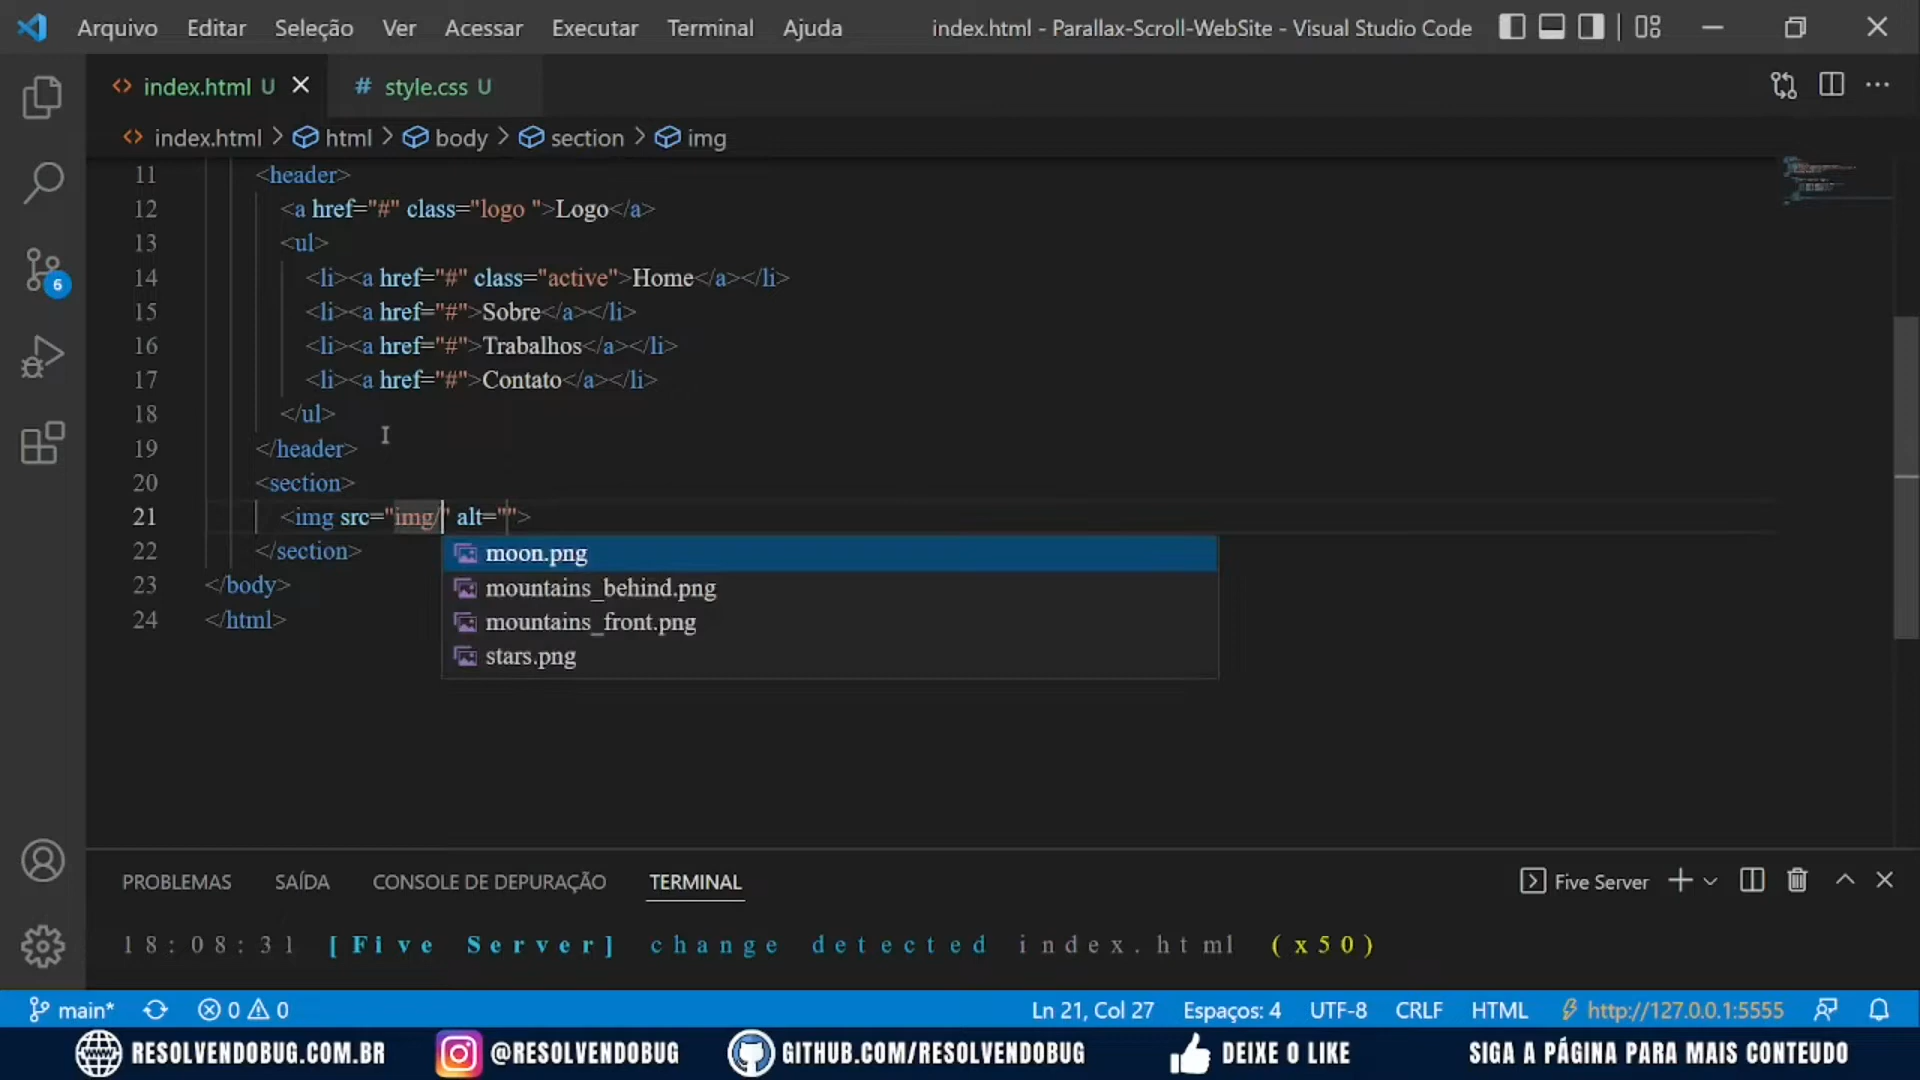 Arquivo Editar Seleção Ver Acessar Executar Terminal Ajuda index.html - Parallax-Scroll-WebSite - Visual Studio Code
index.html U # style.css U
index.html > html > body > section > img
11 <header>
12 <a href="#" class="logo ">Logo</a>
13 <ul>
14 <li><a href="#" class="active">Home</a></li>
15 <li><a href="#">Sobre</a></li>
16 <li><a href="#">Trabalhos</a></li>
17 <li><a href="#">Contato</a></li>
18 </ul>
19 </header>
20 <section>
21 <img src="img/" alt="">
22 </section>
moon.png
23 </body>
mountains_behind.png
24 </html>
mountains_front.png
stars.png
6
PROBLEMAS SAÍDA CONSOLE DE DEPURAÇÃO TERMINAL Five Server
18:08:31 [Five Server] change detected index.html (x50)
main* 0 0 Ln 21, Col 27 Espaços: 4 UTF-8 CRLF HTML http://127.0.0.1:5555
RESOLVENDOBUG.COM.BR @RESOLVENDOBUG GITHUB.COM/RESOLVENDOBUG DEIXE O LIKE SIGA A PÁGINA PARA MAIS CONTEUDO